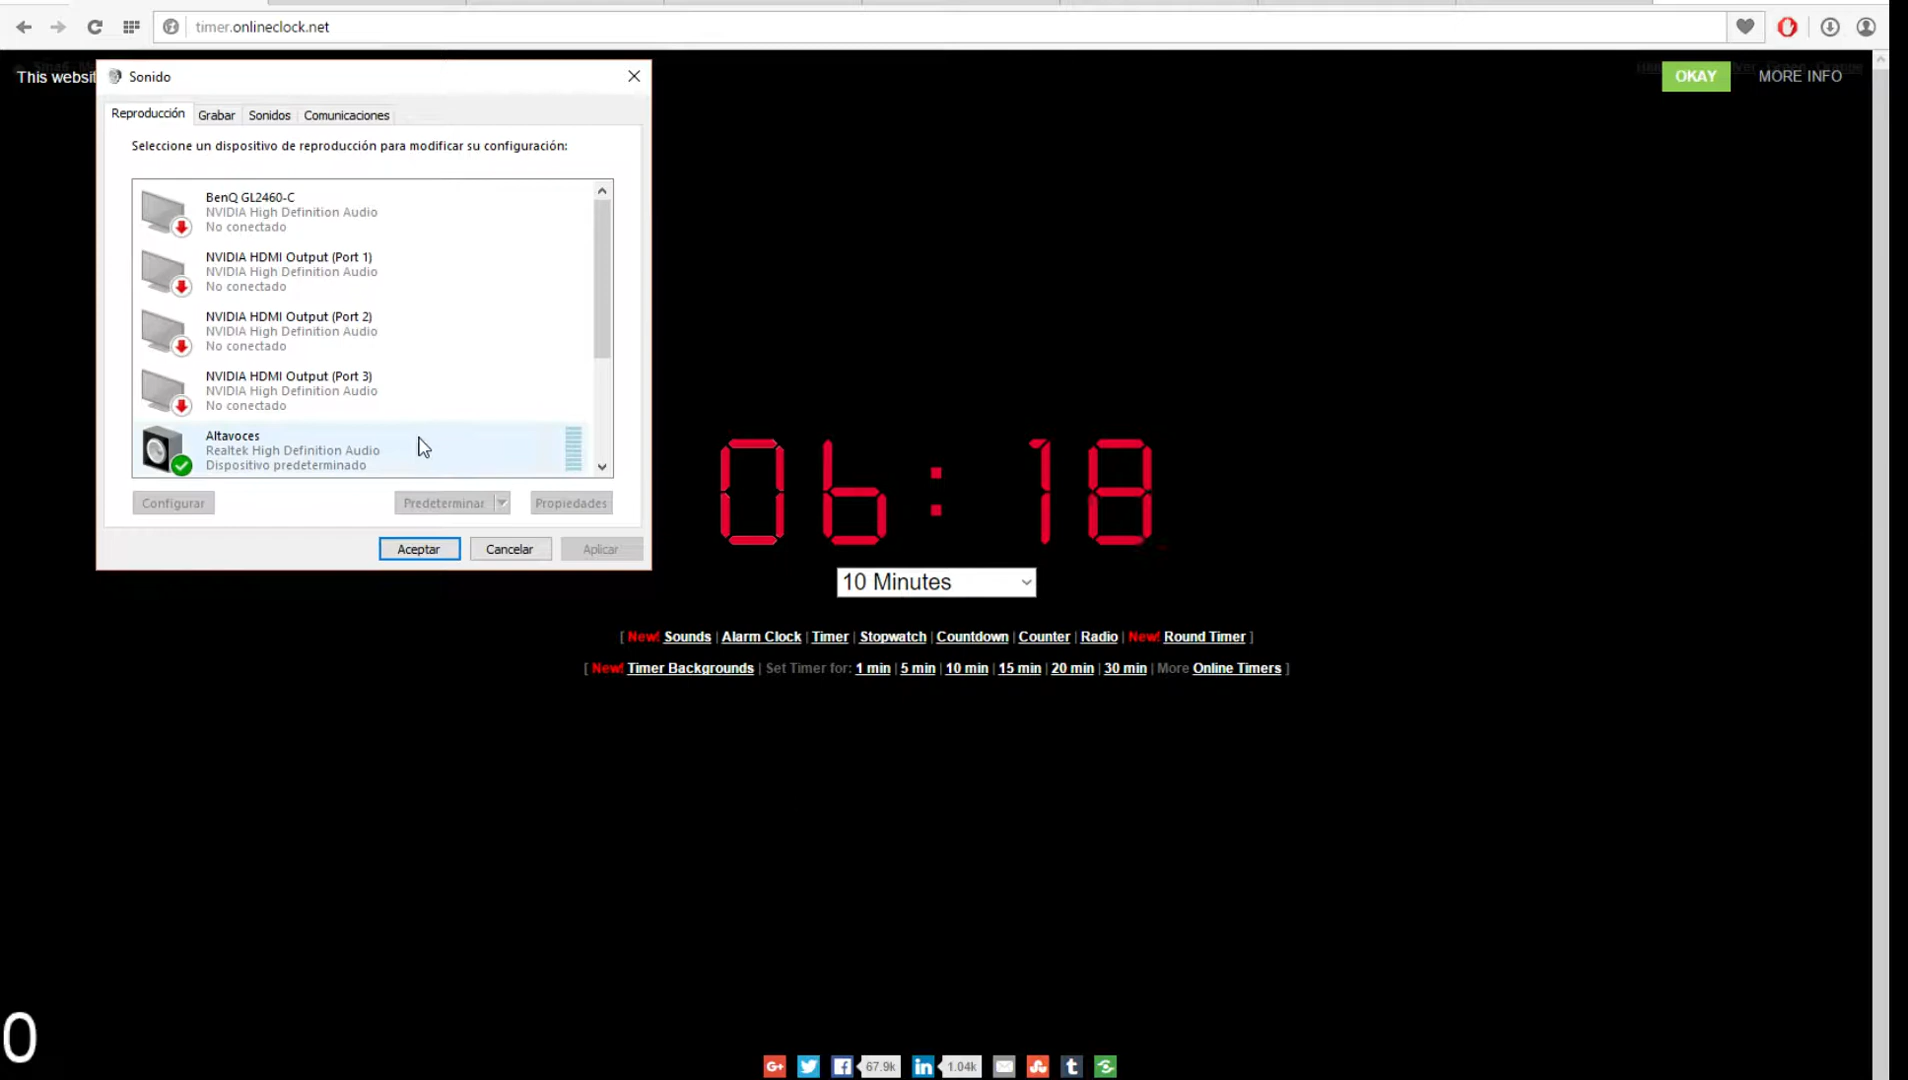 timer.onlineclock.net
This websit
OKAY
MORE INFO
Sonido
Reproducción
Grabar
Sonidos
Comunicaciones
Seleccione un dispositivo de reproducción para modificar su configuración:
BenQ GL2460-C
NVIDIA High Definition Audio
No conectado
NVIDIA HDMI Output (Port 1)
NVIDIA High Definition Audio
No conectado
NVIDIA HDMI Output (Port 2)
NVIDIA High Definition Audio
No conectado
NVIDIA HDMI Output (Port 3)
NVIDIA High Definition Audio
No conectado
Altavoces
Realtek High Definition Audio
Dispositivo predeterminado
Configurar
Predeterminar
Propiedades
Aceptar
Cancelar
Aplicar
06:18
10 Minutes
[ New! Sounds | Alarm Clock | Timer | Stopwatch | Countdown | Counter | Radio | New! Round Timer ]
[ New! Timer Backgrounds | Set Timer for: 1 min | 5 min | 10 min | 15 min | 20 min | 30 min | More Online Timers ]
0
G+
67.9k
in
1.04k